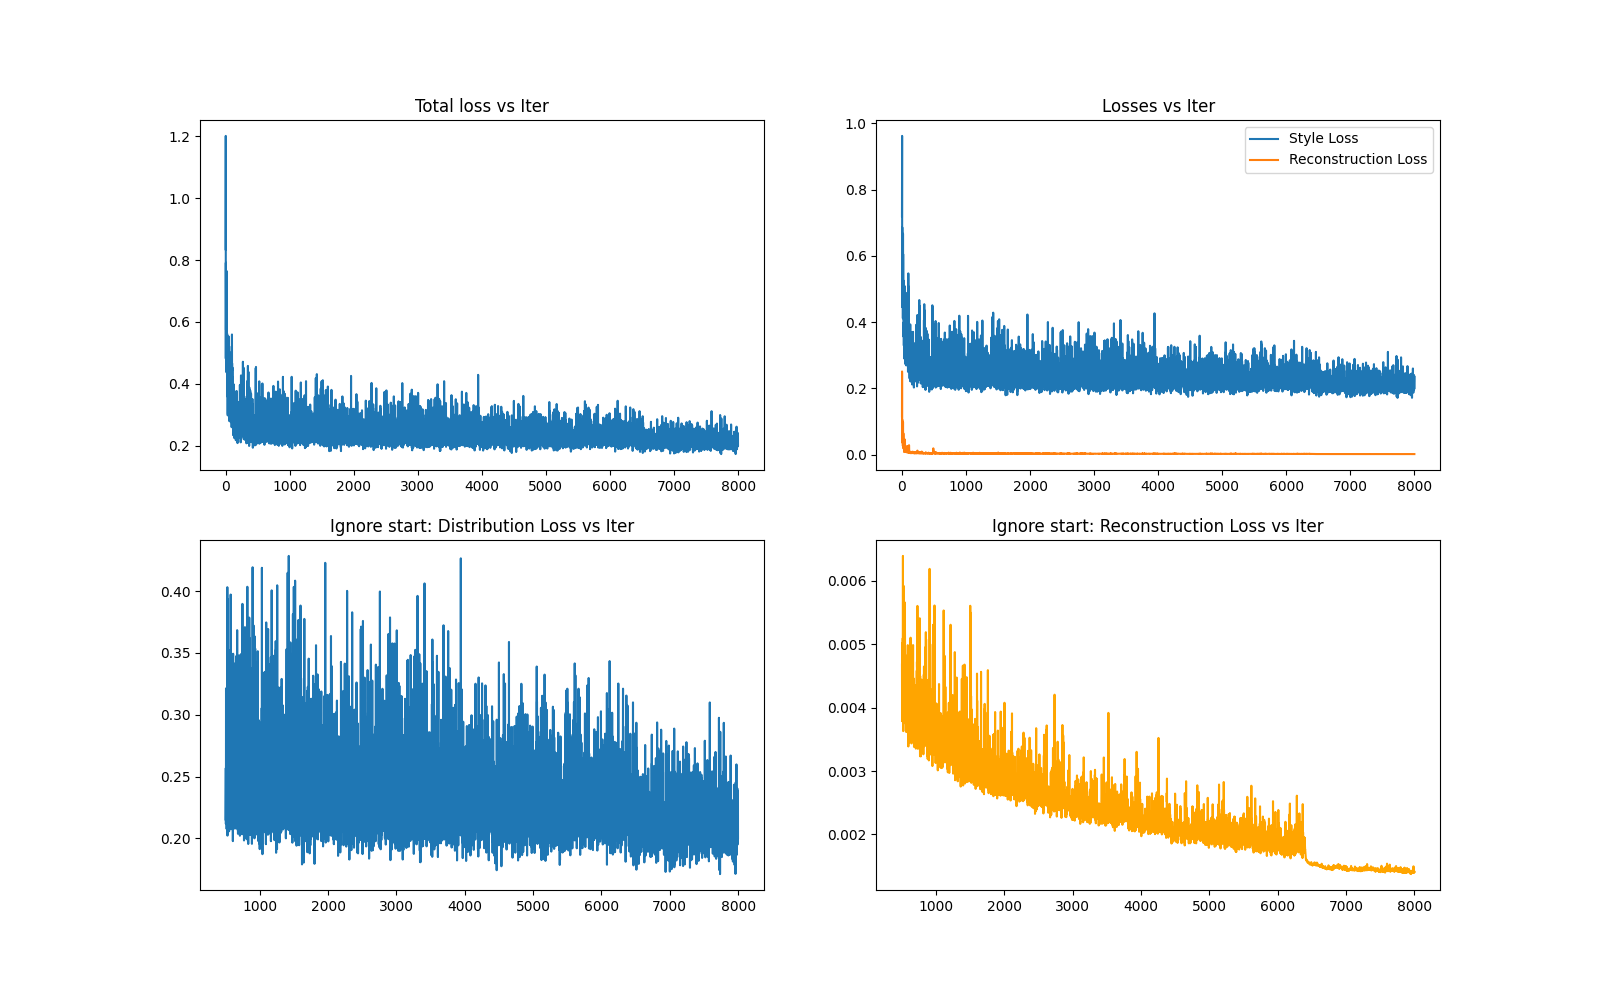 Total loss vs Iter
1.2
1.0
0.8
0.6
0.4
0.2
0 1000 2000 3000 4000 5000 6000 7000 8000
Losses vs Iter
Style Loss
Reconstruction Loss
1.0
0.8
0.6
0.4
0.2
0.0
0 1000 2000 3000 4000 5000 6000 7000 8000
Ignore start: Distribution Loss vs Iter
0.40
0.35
0.30
0.25
0.20
1000 2000 3000 4000 5000 6000 7000 8000
Ignore start: Reconstruction Loss vs Iter
0.006
0.005
0.004
0.003
0.002
1000 2000 3000 4000 5000 6000 7000 8000